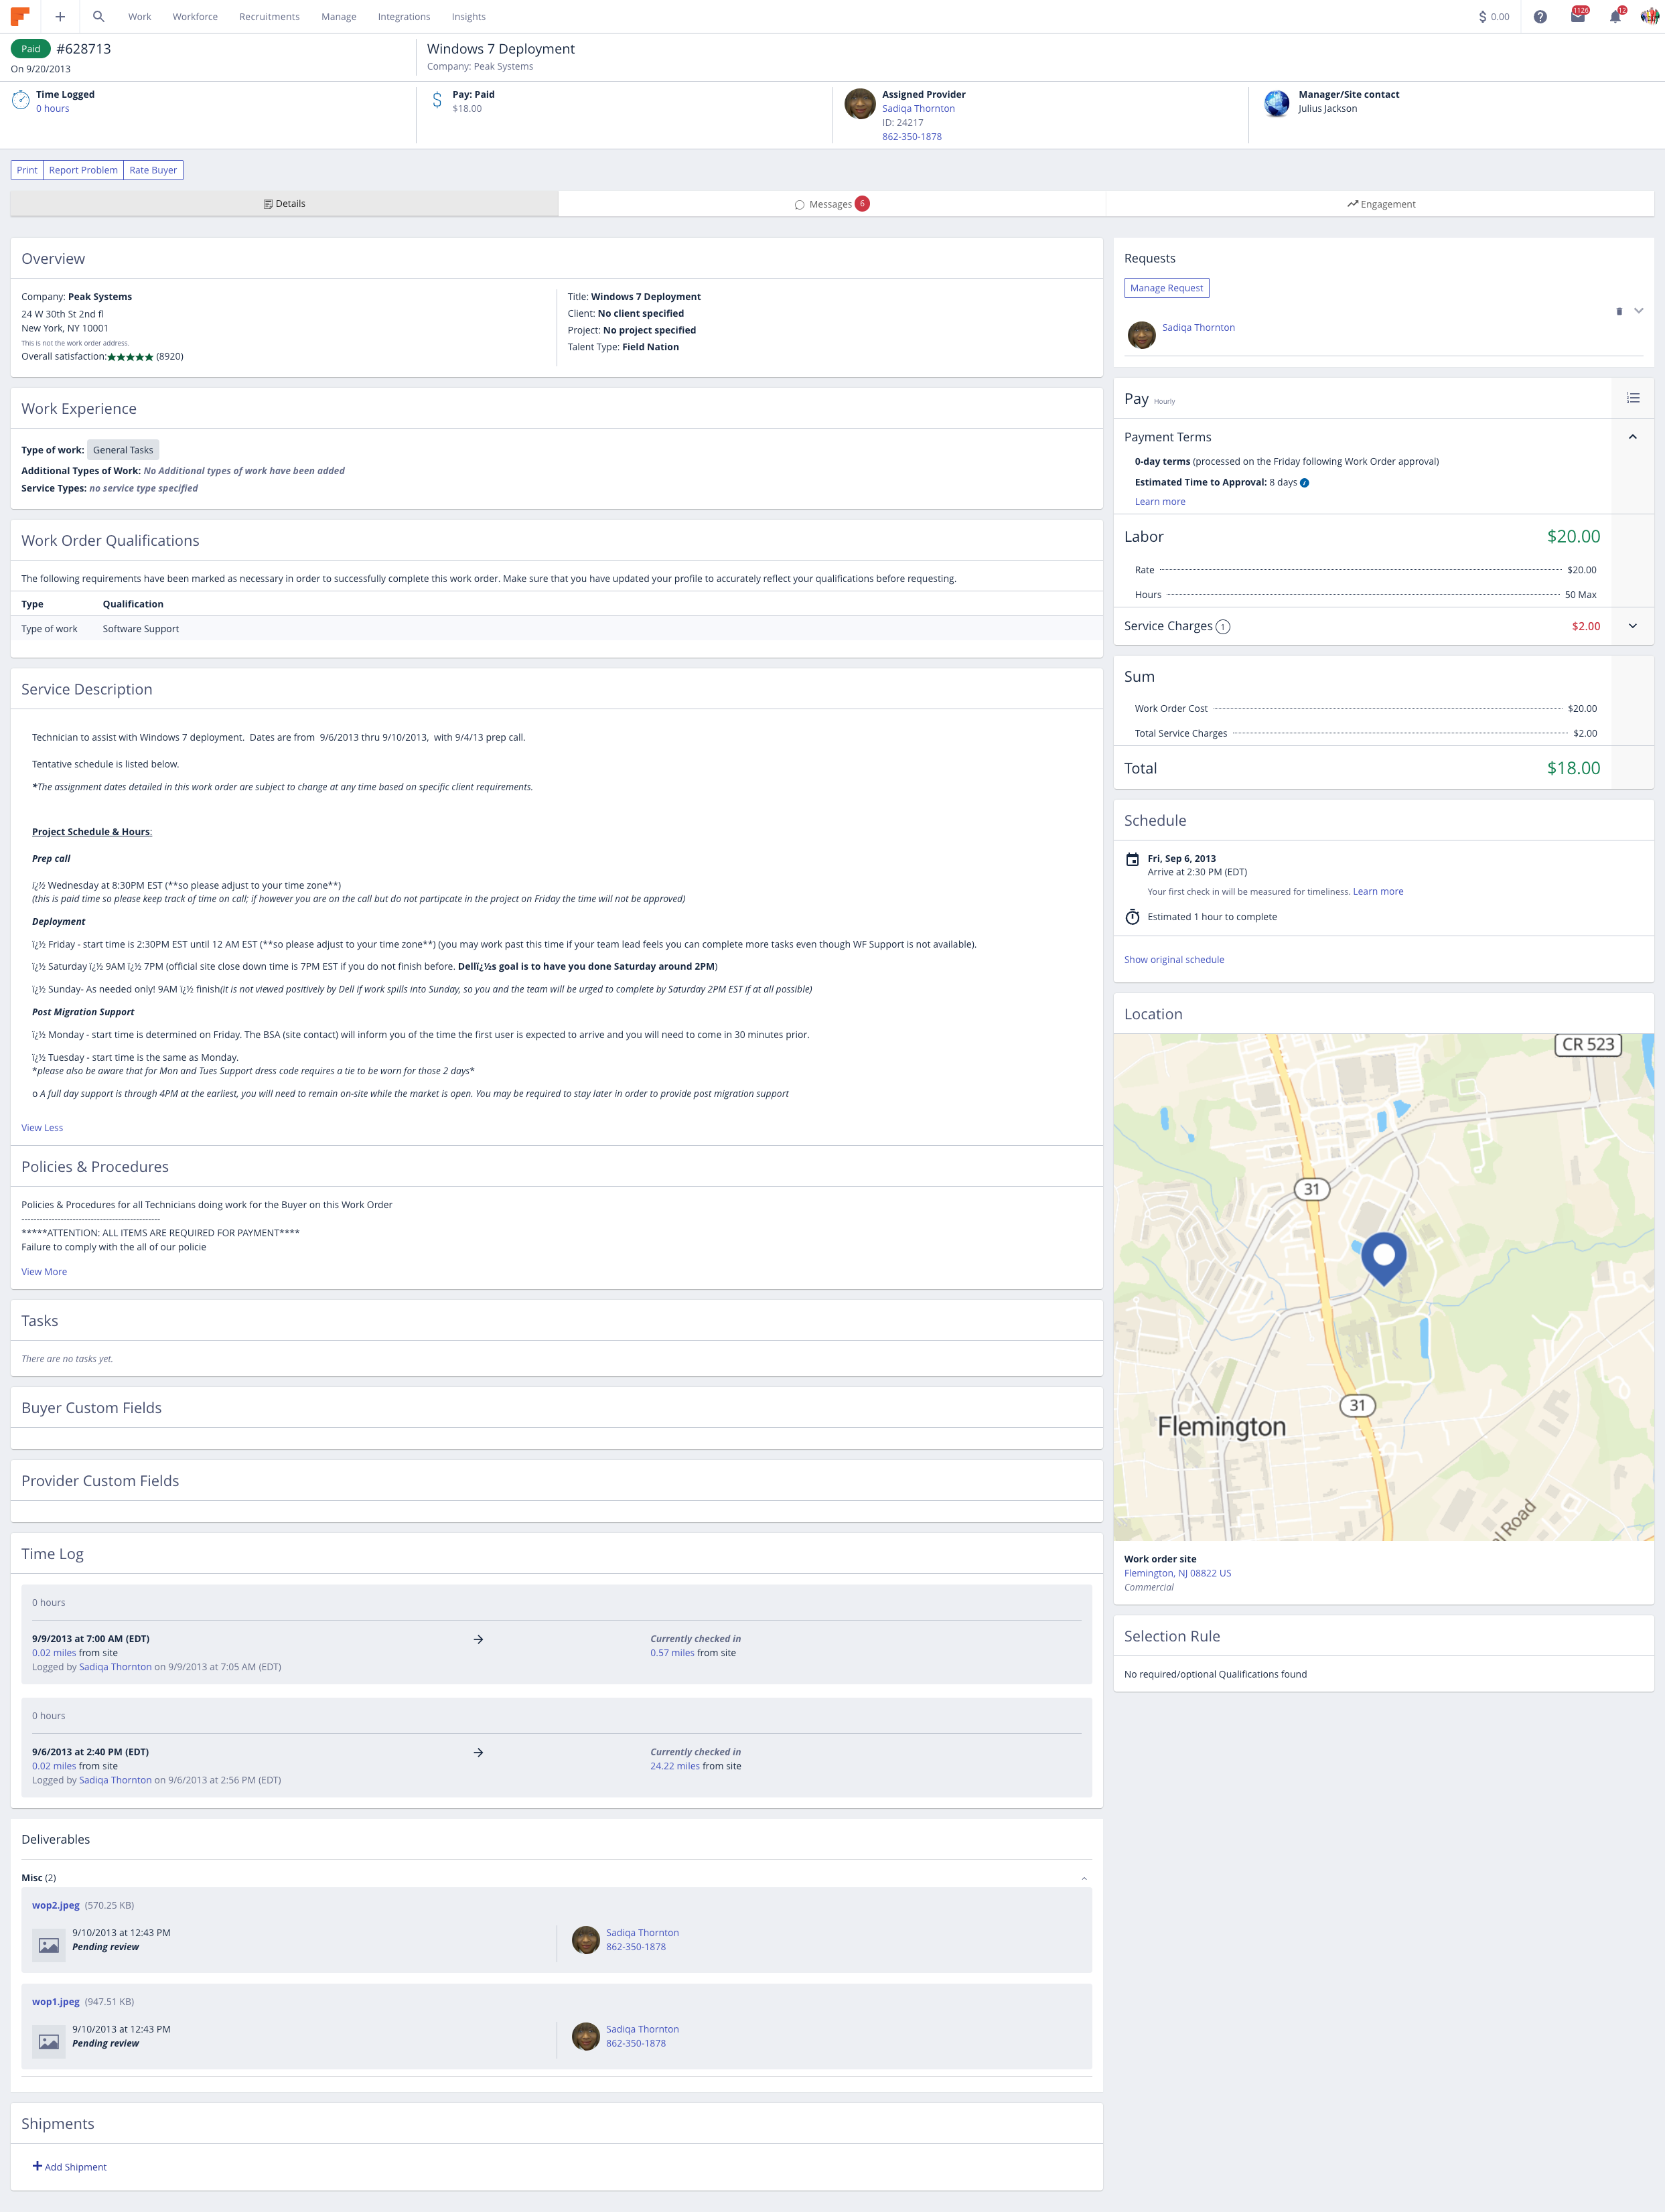 Work Workforce Recruitments Manage Integrations Insights
0.00
1126
12
Paid #628713
On 9/20/2013
Windows 7 Deployment
Company: Peak Systems
Time Logged
0 hours
Pay: Paid
$18.00
Assigned Provider
Sadiqa Thornton
ID: 24217
862-350-1878
Manager/Site contact
Julius Jackson
Print Report Problem Rate Buyer
Details
Messages 6
Engagement
Overview
Company: Peak Systems
24 W 30th St 2nd fl
New York, NY 10001
This is not the work order address.
Overall satisfaction:★★★★★ (8920)
Title: Windows 7 Deployment
Client: No client specified
Project: No project specified
Talent Type: Field Nation
Work Experience
Type of work: General Tasks
Additional Types of Work: No Additional types of work have been added
Service Types: no service type specified
Work Order Qualifications
The following requirements have been marked as necessary in order to successfully complete this work order. Make sure that you have updated your profile to accurately reflect your qualifications before requesting.
Type Qualification
Type of work Software Support
Service Description
Technician to assist with Windows 7 deployment. Dates are from 9/6/2013 thru 9/10/2013, with 9/4/13 prep call.
Tentative schedule is listed below.
*The assignment dates detailed in this work order are subject to change at any time based on specific client requirements.
Project Schedule & Hours:
Prep call
ï¿½ Wednesday at 8:30PM EST (**so please adjust to your time zone**)
(this is paid time so please keep track of time on call; if however you are on the call but do not partipcate in the project on Friday the time will not be approved)
Deployment
ï¿½ Friday - start time is 2:30PM EST until 12 AM EST (**so please adjust to your time zone**) (you may work past this time if your team lead feels you can complete more tasks even though WF Support is not available).
ï¿½ Saturday ï¿½ 9AM ï¿½ 7PM (official site close down time is 7PM EST if you do not finish before. Dellï¿½s goal is to have you done Saturday around 2PM)
ï¿½ Sunday- As needed only! 9AM ï¿½ finish(it is not viewed positively by Dell if work spills into Sunday, so you and the team will be urged to complete by Saturday 2PM EST if at all possible)
Post Migration Support
ï¿½ Monday - start time is determined on Friday. The BSA (site contact) will inform you of the time the first user is expected to arrive and you will need to come in 30 minutes prior.
ï¿½ Tuesday - start time is the same as Monday.
*please also be aware that for Mon and Tues Support dress code requires a tie to be worn for those 2 days*
o A full day support is through 4PM at the earliest, you will need to remain on-site while the market is open. You may be required to stay later in order to provide post migration support
View Less
Policies & Procedures
Policies & Procedures for all Technicians doing work for the Buyer on this Work Order
----------------------------------------------
*****ATTENTION: ALL ITEMS ARE REQUIRED FOR PAYMENT****
Failure to comply with the all of our policie
View More
Tasks
There are no tasks yet.
Buyer Custom Fields
Provider Custom Fields
Time Log
0 hours
9/9/2013 at 7:00 AM (EDT)
0.02 miles from site
Logged by Sadiqa Thornton on 9/9/2013 at 7:05 AM (EDT)
Currently checked in
0.57 miles from site
0 hours
9/6/2013 at 2:40 PM (EDT)
0.02 miles from site
Logged by Sadiqa Thornton on 9/6/2013 at 2:56 PM (EDT)
Currently checked in
24.22 miles from site
Deliverables
Misc (2)
wop2.jpeg (570.25 KB)
9/10/2013 at 12:43 PM
Pending review
Sadiqa Thornton
862-350-1878
wop1.jpeg (947.51 KB)
9/10/2013 at 12:43 PM
Pending review
Sadiqa Thornton
862-350-1878
Shipments
Add Shipment
Requests
Manage Request
Sadiqa Thornton
Pay Hourly
Payment Terms
0-day terms (processed on the Friday following Work Order approval)
Estimated Time to Approval: 8 days
Learn more
Labor $20.00
Rate $20.00
Hours 50 Max
Service Charges 1 $2.00
Sum
Work Order Cost $20.00
Total Service Charges $2.00
Total $18.00
Schedule
Fri, Sep 6, 2013
Arrive at 2:30 PM (EDT)
Your first check in will be measured for timeliness. Learn more
Estimated 1 hour to complete
Show original schedule
Location
CR 523
31
31
Flemington
l Road
Work order site
Flemington, NJ 08822 US
Commercial
Selection Rule
No required/optional Qualifications found